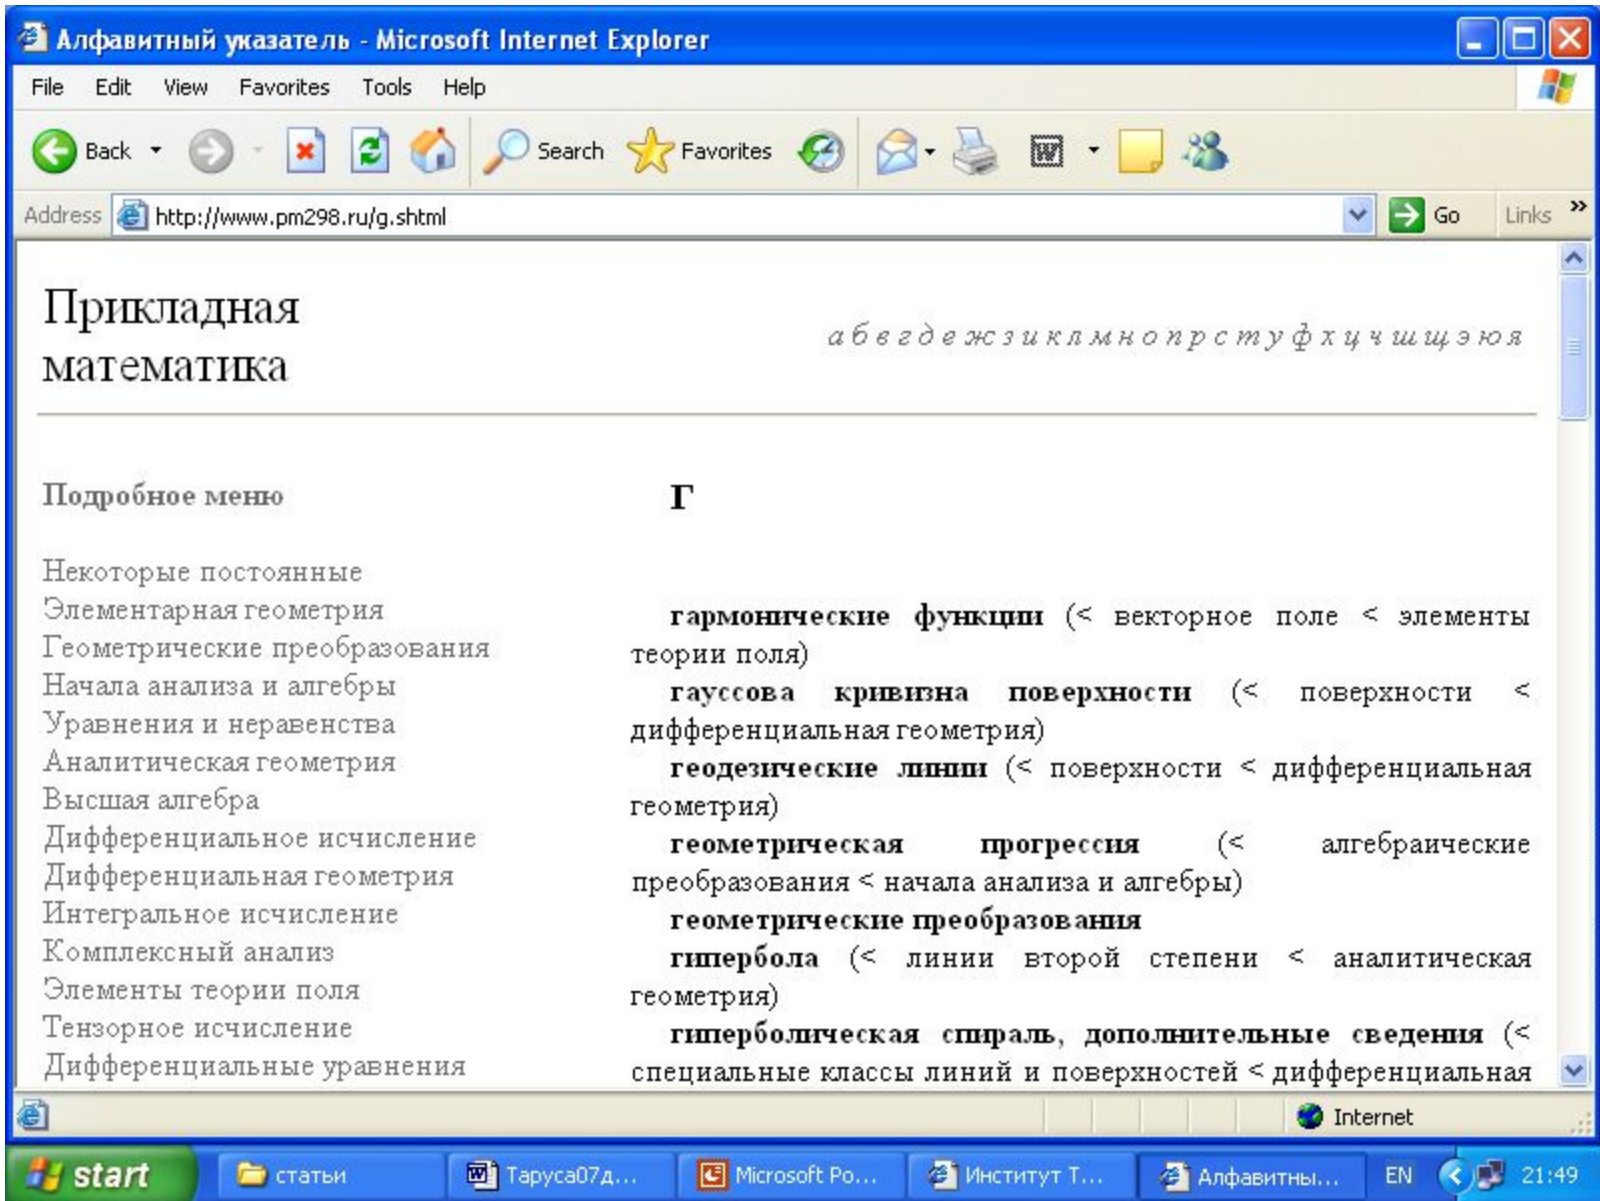 Алфавитный указатель - Microsoft Internet Explorer
File Edit View Favorites Tools Help
Back Search Favorites
Address http://www.pm298.ru/g.shtml Go Links »
Прикладная
математика
а б в г д е ж з и к л м н о п р с т у ф х ц ч ш щ э ю я
Подробное меню
Некоторые постоянные
Элементарная геометрия
Геометрические преобразования
Начала анализа и алгебры
Уравнения и неравенства
Аналитическая геометрия
Высшая алгебра
Дифференциальное исчисление
Дифференциальная геометрия
Интегральное исчисление
Комплексный анализ
Элементы теории поля
Тензорное исчисление
Дифференциальные уравнения
Г
гармонические функции (< векторное поле < элементы
теории поля)
гауссова кривизна поверхности (< поверхности <
дифференциальная геометрия)
геодезические линии (< поверхности < дифференциальная
геометрия)
геометрическая прогрессия (< алгебраические
преобразования < начала анализа и алгебры)
геометрические преобразования
гипербола (< линии второй степени < аналитическая
геометрия)
гиперболическая спираль, дополнительные сведения (<
специальные классы линий и поверхностей < дифференциальная
Internet
start статьи Таруса07д... Microsoft Po... Институт Т... Алфавитны... EN 21:49